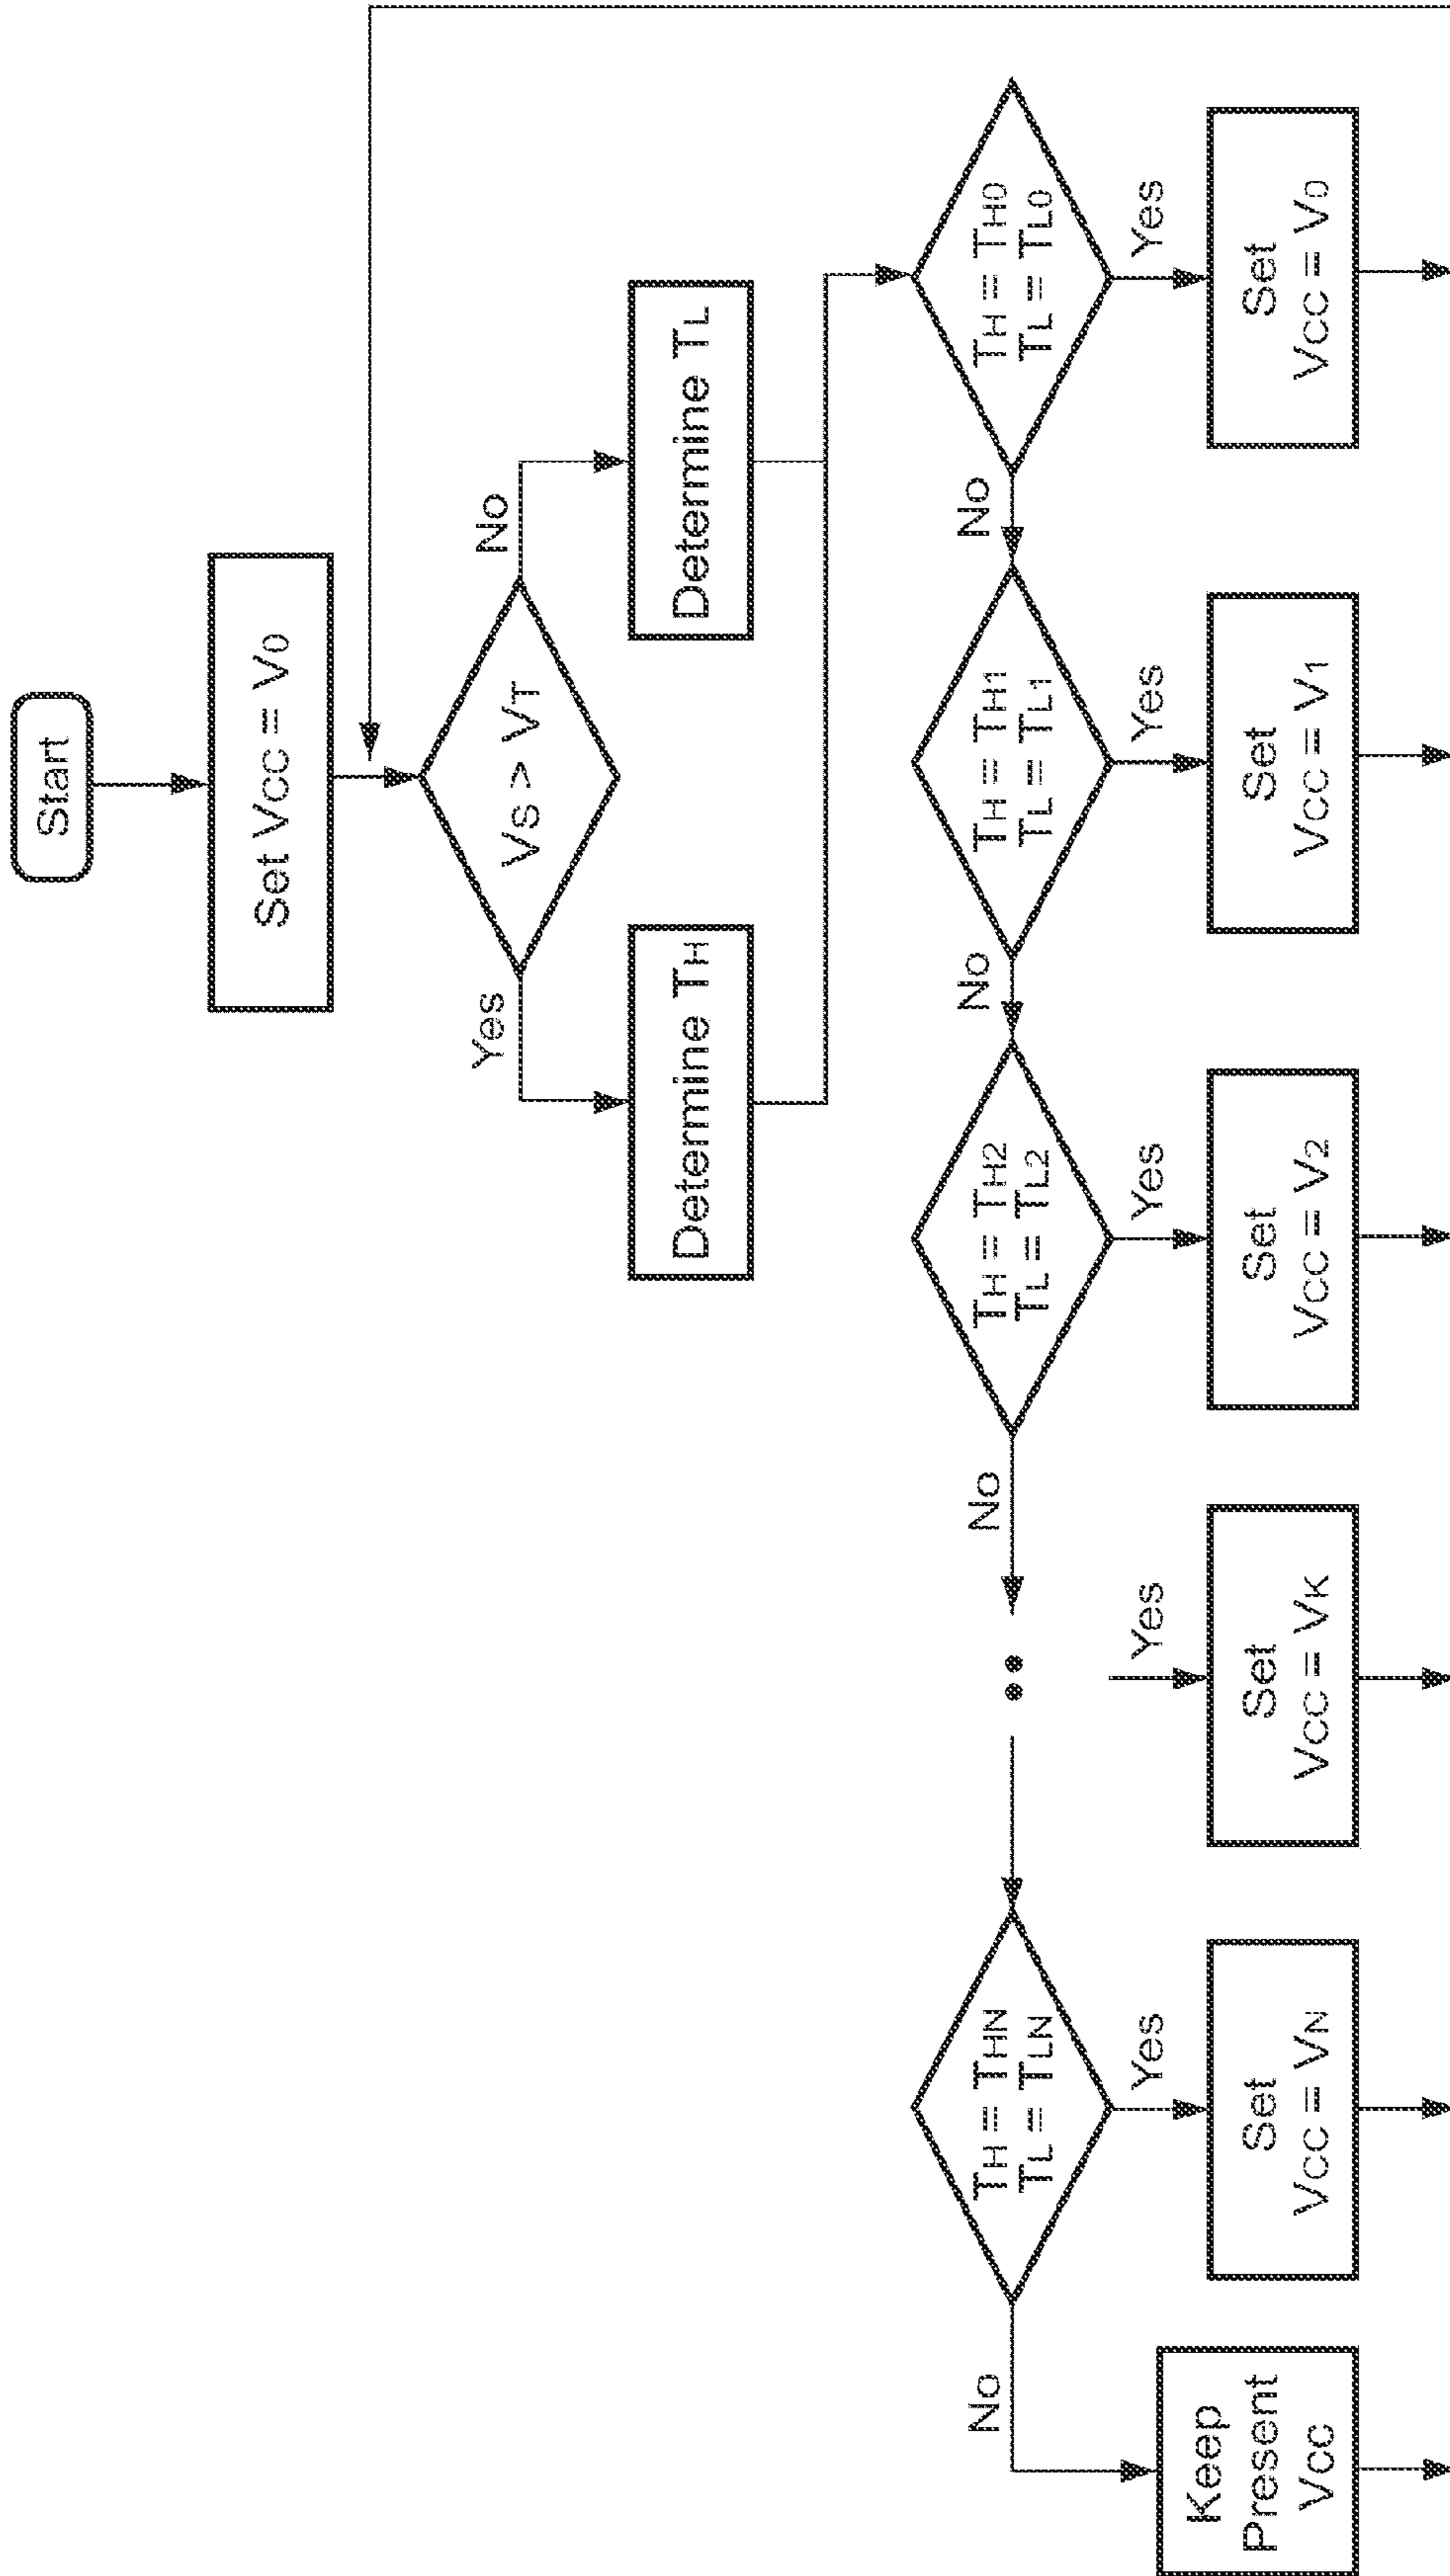 Start
Set VCC = V0
VS > VT
Yes
No
Determine TH
Determine TL
TH = TH0
TL = TL0
No
Yes
Set
VCC = V0
TH = TH1
TL = TL1
No
Yes
Set
VCC = V1
TH = TH2
TL = TL2
No
Yes
Set
VCC = V2
Yes
Set
VCC = VK
TH = THN
TL = TLN
Yes
Set
VCC = VN
No
Keep
Present
VCC